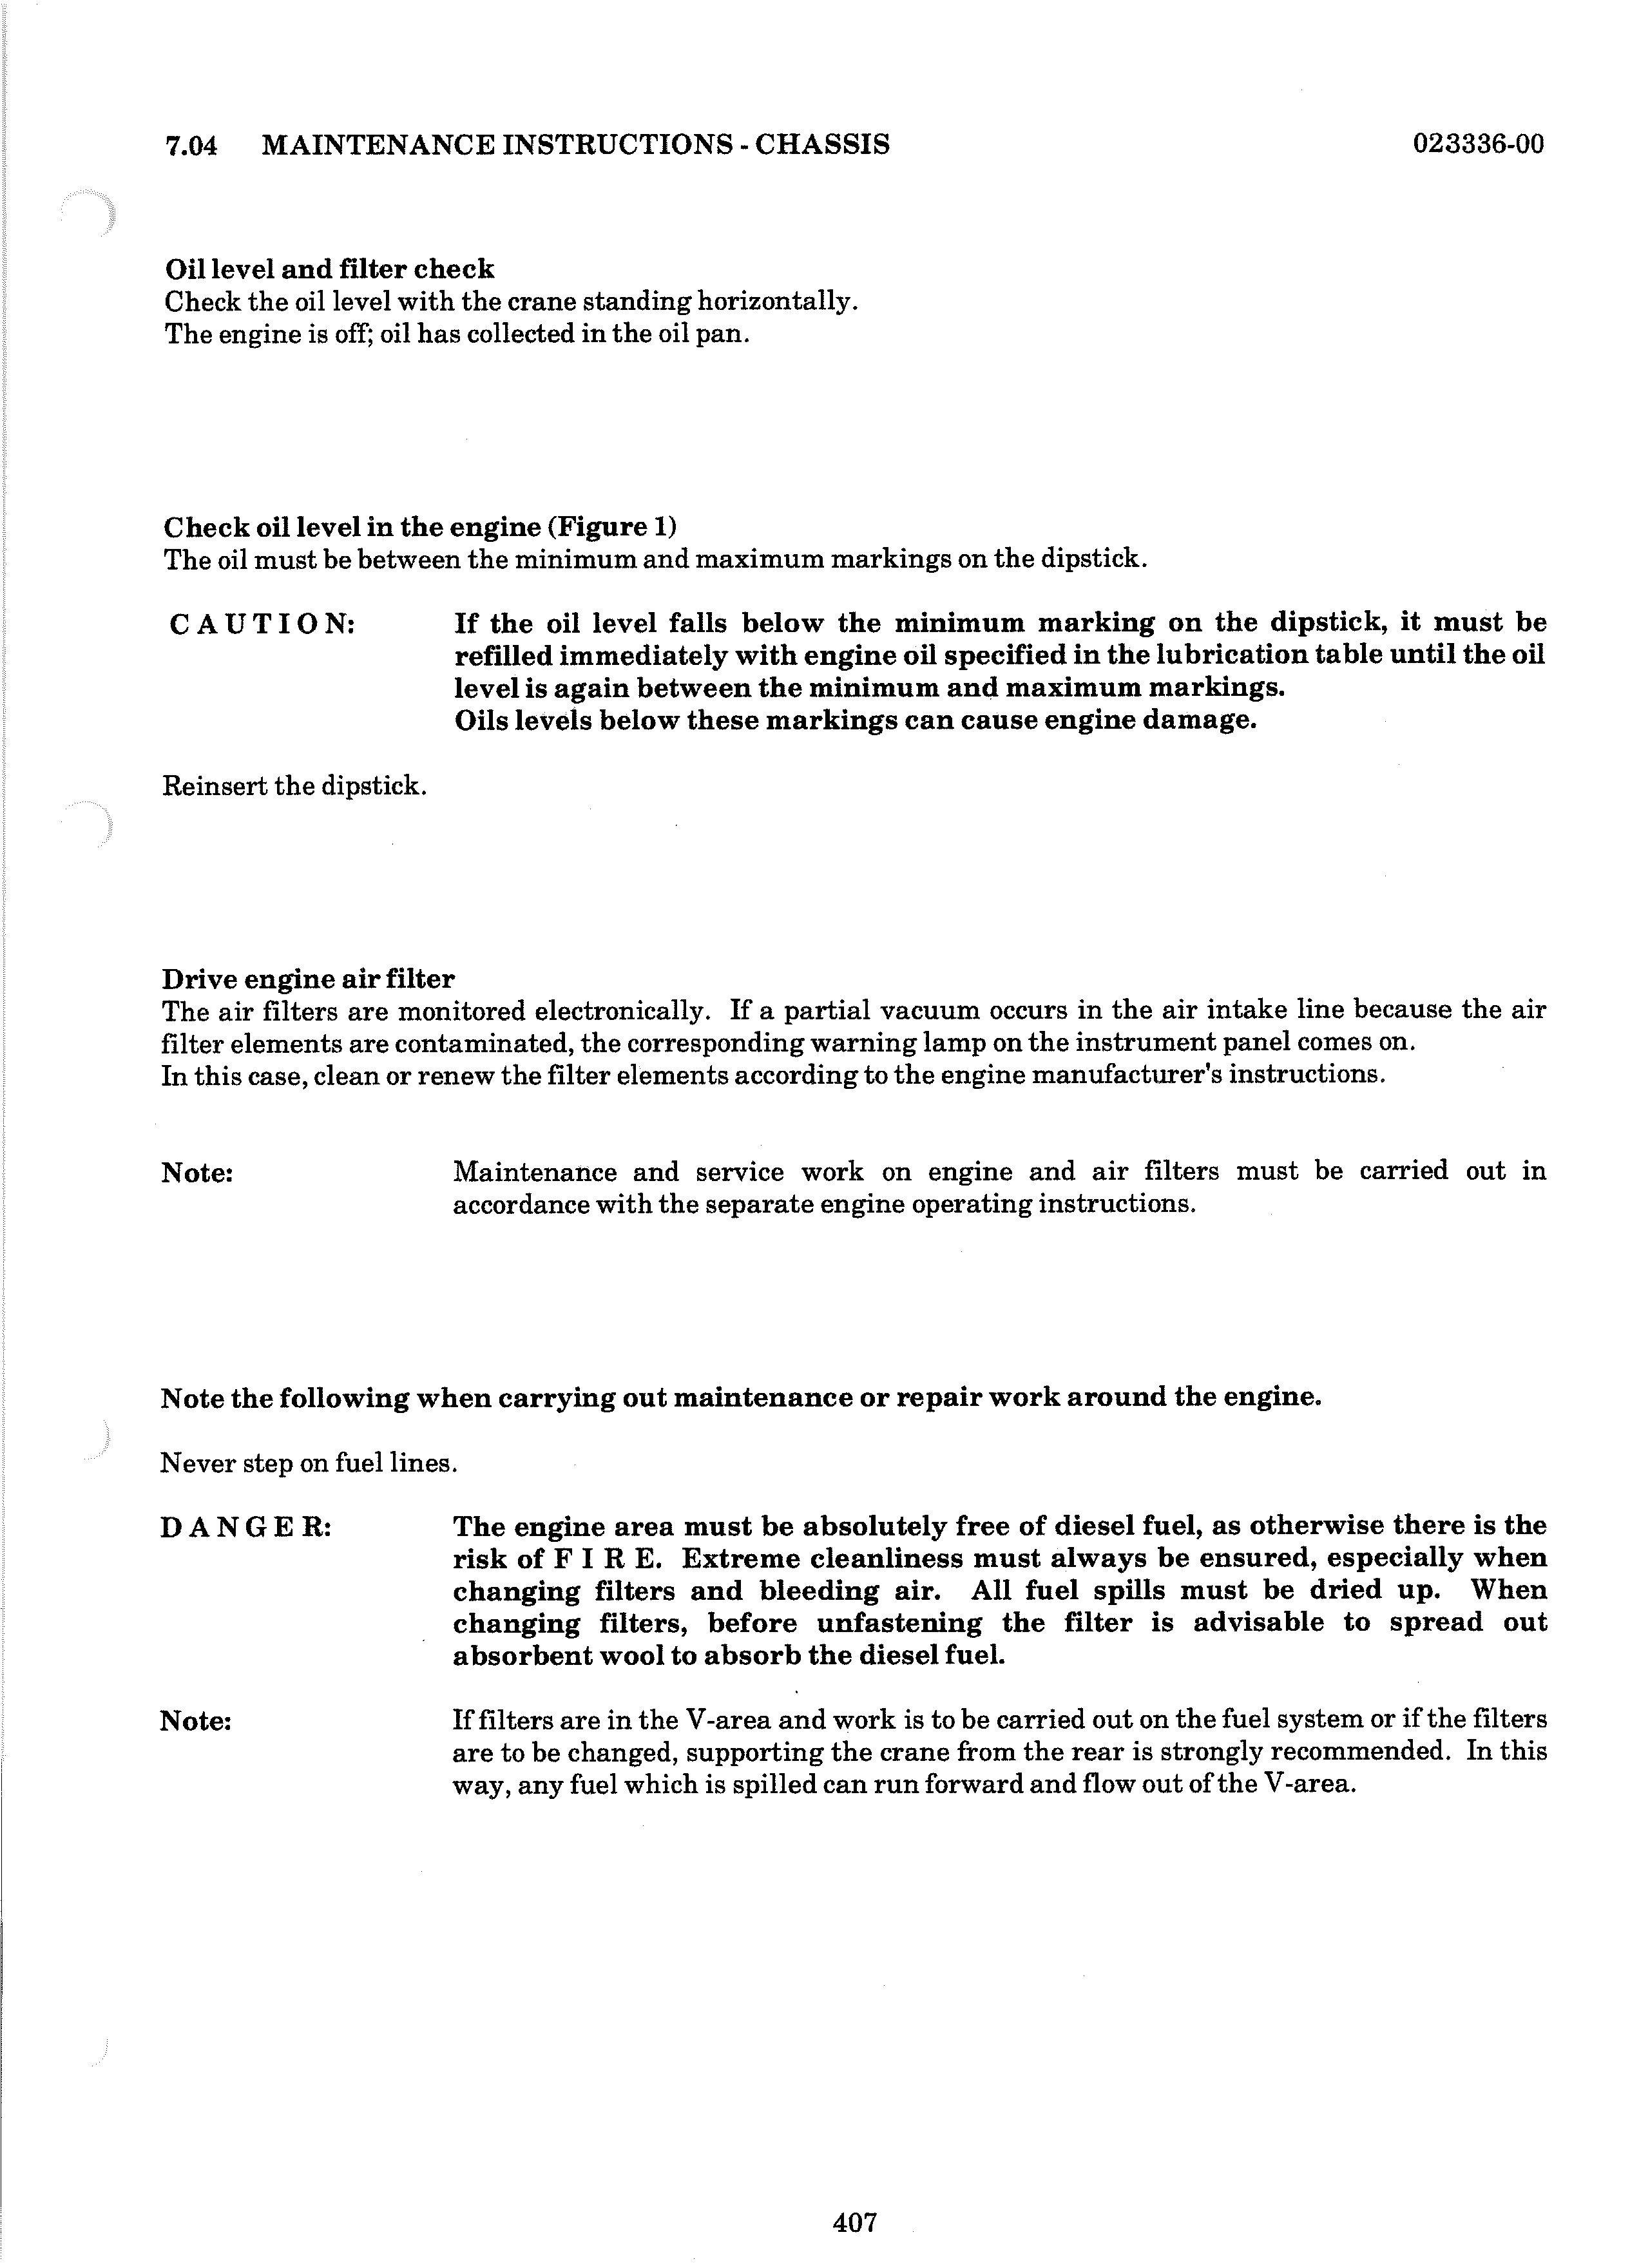 7.04 MAINTENANCE INSTRUCTIONS - CHASSIS 023336-00
Oil level and filter check
Check the oil level with the crane standing horizontally.
The engine is off; oil has collected in the oil pan.
Check oil level in the engine (Figure 1)
The oil must be between the minimum and maximum markings on the dipstick.
C A U T I O N: If the oil level falls below the minimum marking on the dipstick, it must be
refilled immediately with engine oil specified in the lubrication table until the oil
level is again between the minimum and maximum markings.
Oils levels below these markings can cause engine damage.
Reinsert the dipstick.
Drive engine air filter
The air filters are monitored electronically. If a partial vacuum occurs in the air intake line because the air
filter elements are contaminated, the corresponding warning lamp on the instrument panel comes on.
In this case, clean or renew the filter elements according to the engine manufacturer's instructions.
Note: Maintenance and service work on engine and air filters must be carried out in
accordance with the separate engine operating instructions.
Note the following when carrying out maintenance or repair work around the engine.
Never step on fuel lines.
D A N G E R: The engine area must be absolutely free of diesel fuel, as otherwise there is the
risk of F I R E. Extreme cleanliness must always be ensured, especially when
changing filters and bleeding air. All fuel spills must be dried up. When
changing filters, before unfastening the filter is advisable to spread out
absorbent wool to absorb the diesel fuel.
Note: If filters are in the V-area and work is to be carried out on the fuel system or if the filters
are to be changed, supporting the crane from the rear is strongly recommended. In this
way, any fuel which is spilled can run forward and flow out of the V-area.
407